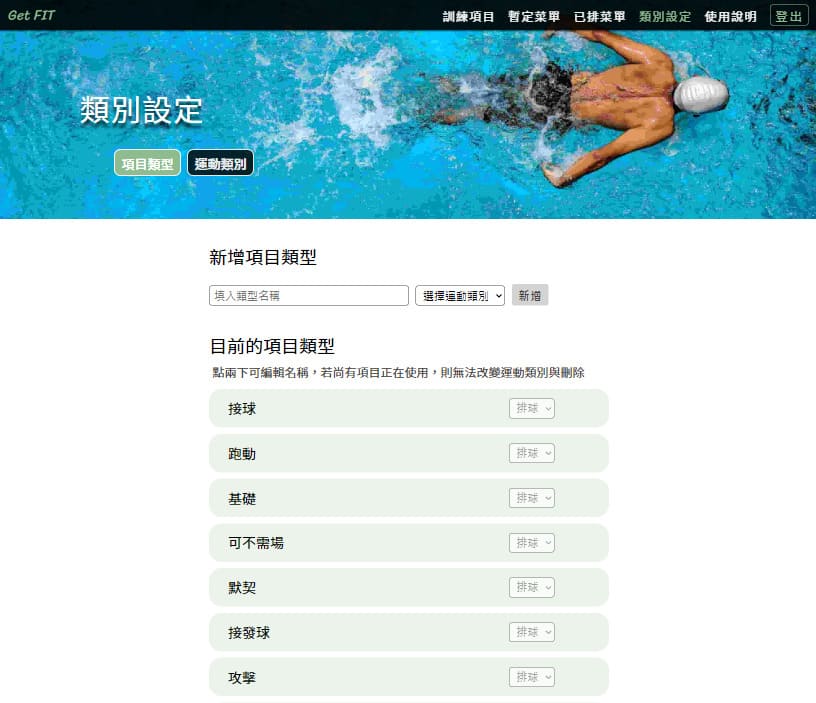 Get FIT
訓練項目 暫定菜單 已排菜單 類別設定 使用說明 登出
類別設定
項目類型 運動類別
新增項目類型
填入類型名稱 選擇運動類別 新增
目前的項目類型
點兩下可編輯名稱，若尚有項目正在使用，則無法改變運動類別與刪除
接球 排球
跑動 排球
基礎 排球
可不需場 排球
默契 排球
接發球 排球
攻擊 排球